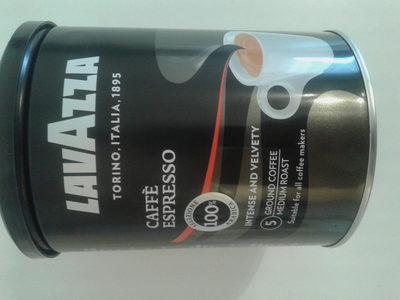 LAVAZZA
TORINO, ITALIA, 1895
CAFFÈ
ESPRESSO
100%
INTENSE AND VELVETY
5 GROUND COFFEE
MEDIUM ROAST
Suitable for all coffee makers